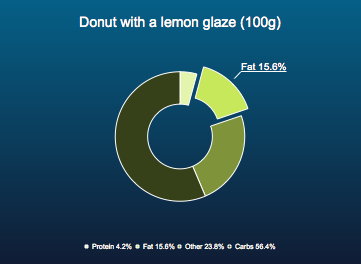 Donut with a lemon glaze (100g)
Fat 15.6%
Protein 4.2% Fat 15.6% Other 23.8% Carbs 56.4%